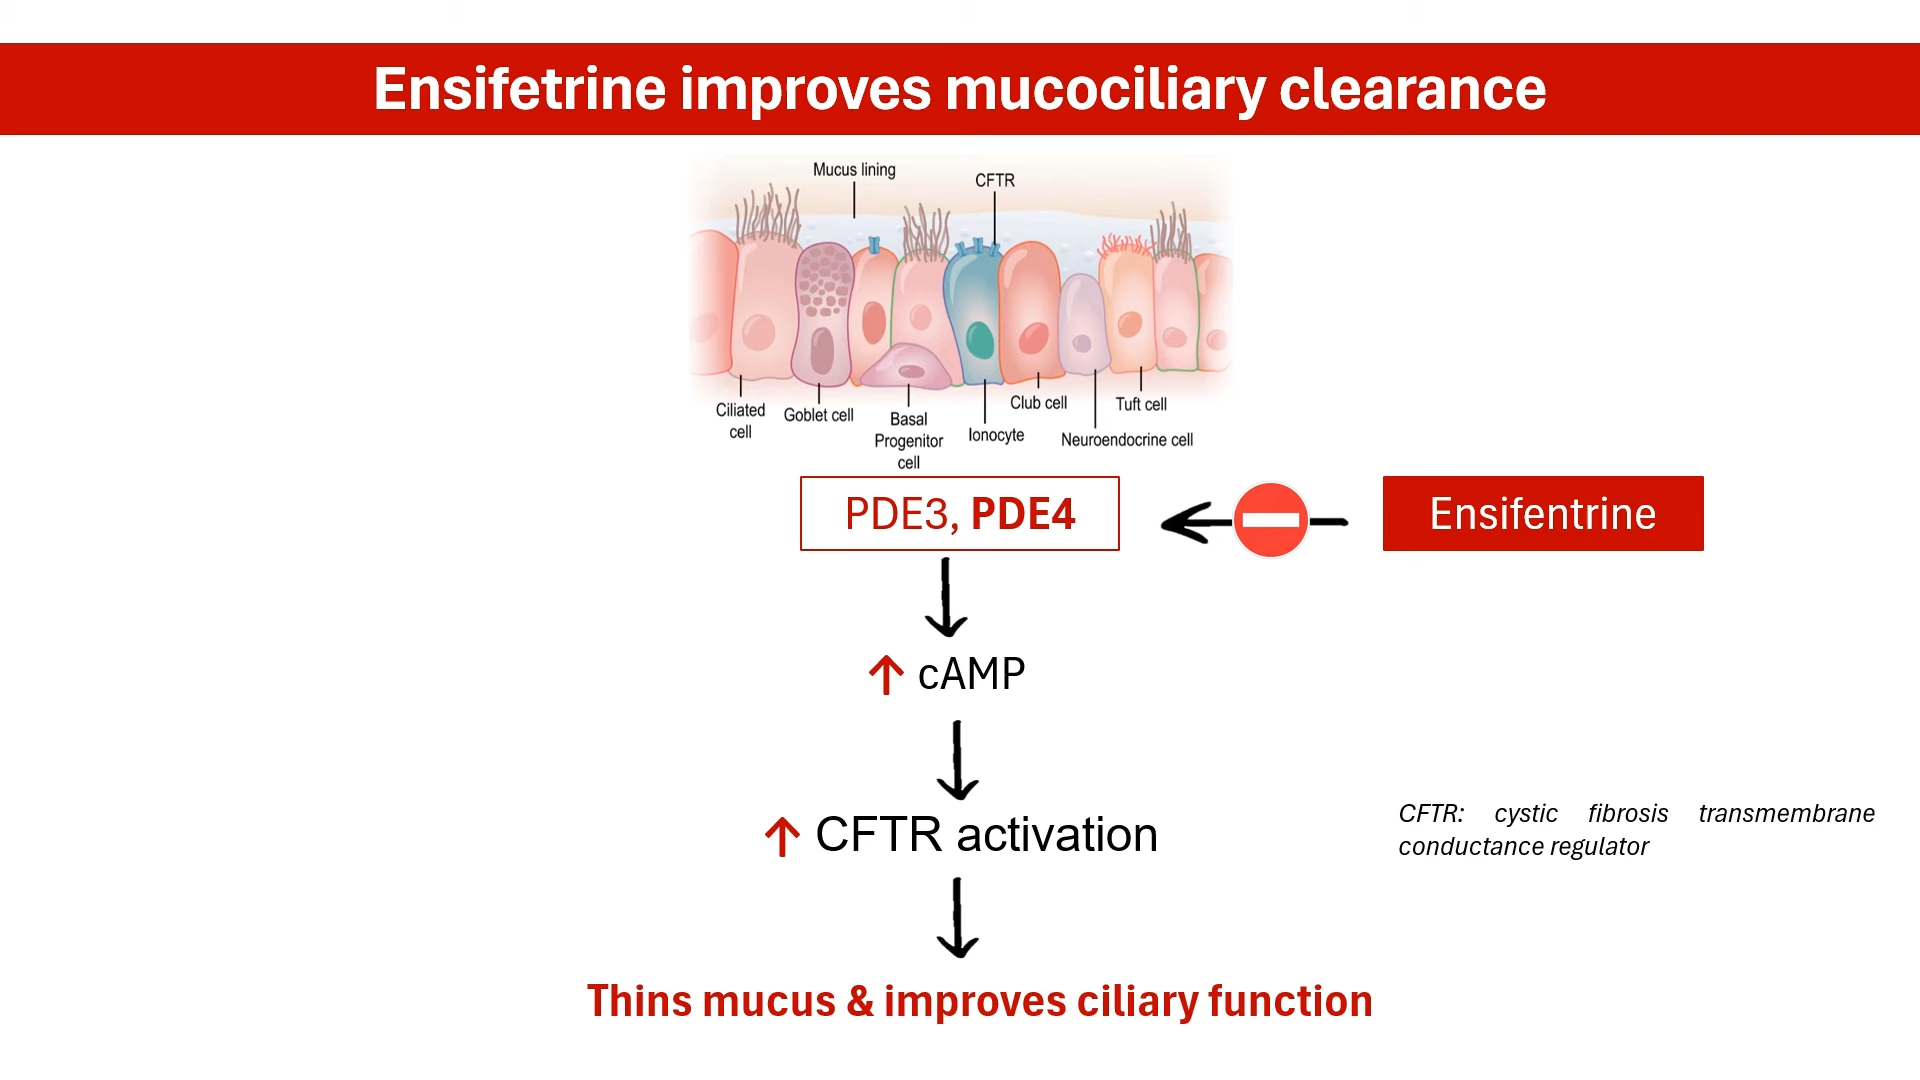 Ensifetrine improves mucociliary clearance
Mucus lining
CFTR
Ciliated
cell
Goblet cell
Basal
Progenitor
cell
Ionocyte
Club cell
Neuroendocrine cell
Tuft cell
PDE3, PDE4
Ensifentrine
↑ cAMP
↑ CFTR activation
CFTR: cystic fibrosis transmembrane
conductance regulator
Thins mucus & improves ciliary function